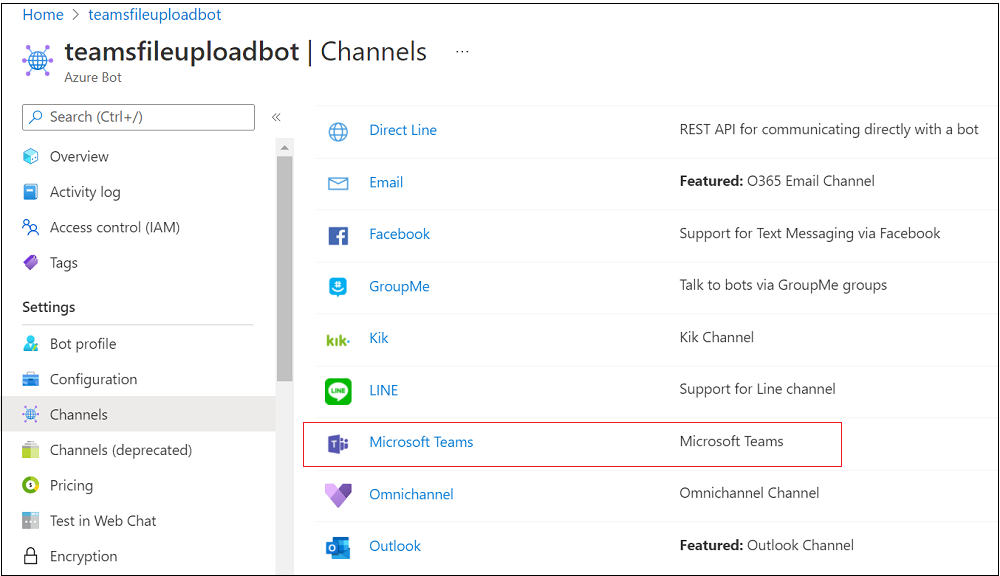 Home > teamsfileuploadbot
teamsfileuploadbot | Channels ...
Azure Bot
Search (Ctrl+/)
«
Overview
Activity log
Access control (IAM)
Tags
Settings
Bot profile
Configuration
Channels
Channels (deprecated)
Pricing
Test in Web Chat
Encryption
Direct Line REST API for communicating directly with a bot
Email Featured: O365 Email Channel
Facebook Support for Text Messaging via Facebook
GroupMe Talk to bots via GroupMe groups
kik. Kik Kik Channel
LINE LINE Support for Line channel
T Microsoft Teams Microsoft Teams
Omnichannel Omnichannel Channel
O Outlook Featured: Outlook Channel